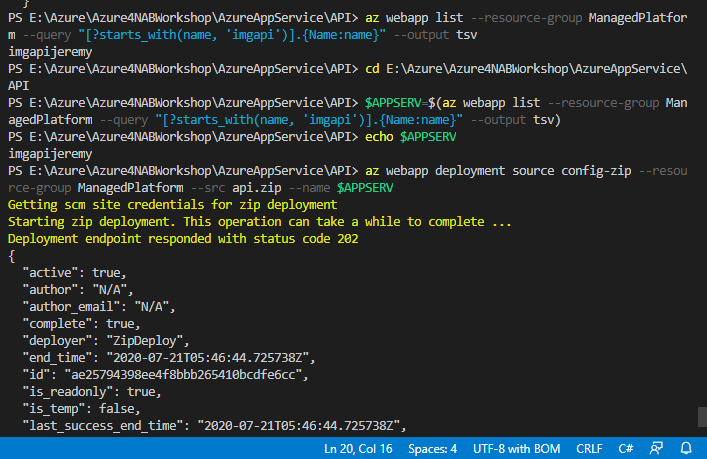 }
PS E:\Azure\Azure4NABWorkshop\AzureAppService\API> az webapp list --resource-group ManagedPlatfor
m --query "[?starts_with(name, 'imgapi')].{Name:name}" --output tsv
imgapijeremy
PS E:\Azure\Azure4NABWorkshop\AzureAppService\API> cd E:\Azure\Azure4NABWorkshop\AzureAppService\
API
PS E:\Azure\Azure4NABWorkshop\AzureAppService\API> $APPSERV=$(az webapp list --resource-group Man
agedPlatform --query "[?starts_with(name, 'imgapi')].{Name:name}" --output tsv)
PS E:\Azure\Azure4NABWorkshop\AzureAppService\API> echo $APPSERV
imgapijeremy
PS E:\Azure\Azure4NABWorkshop\AzureAppService\API> az webapp deployment source config-zip --resou
rce-group ManagedPlatform --src api.zip --name $APPSERV
Getting scm site credentials for zip deployment
Starting zip deployment. This operation can take a while to complete ...
Deployment endpoint responded with status code 202
{
  "active": true,
  "author": "N/A",
  "author_email": "N/A",
  "complete": true,
  "deployer": "ZipDeploy",
  "end_time": "2020-07-21T05:46:44.725738Z",
  "id": "ae25794398ee4f8bbb265410bcdfe6cc",
  "is_readonly": true,
  "is_temp": false,
  "last_success_end_time": "2020-07-21T05:46:44.725738Z",
Ln 20, Col 16 Spaces: 4 UTF-8 with BOM CRLF C#